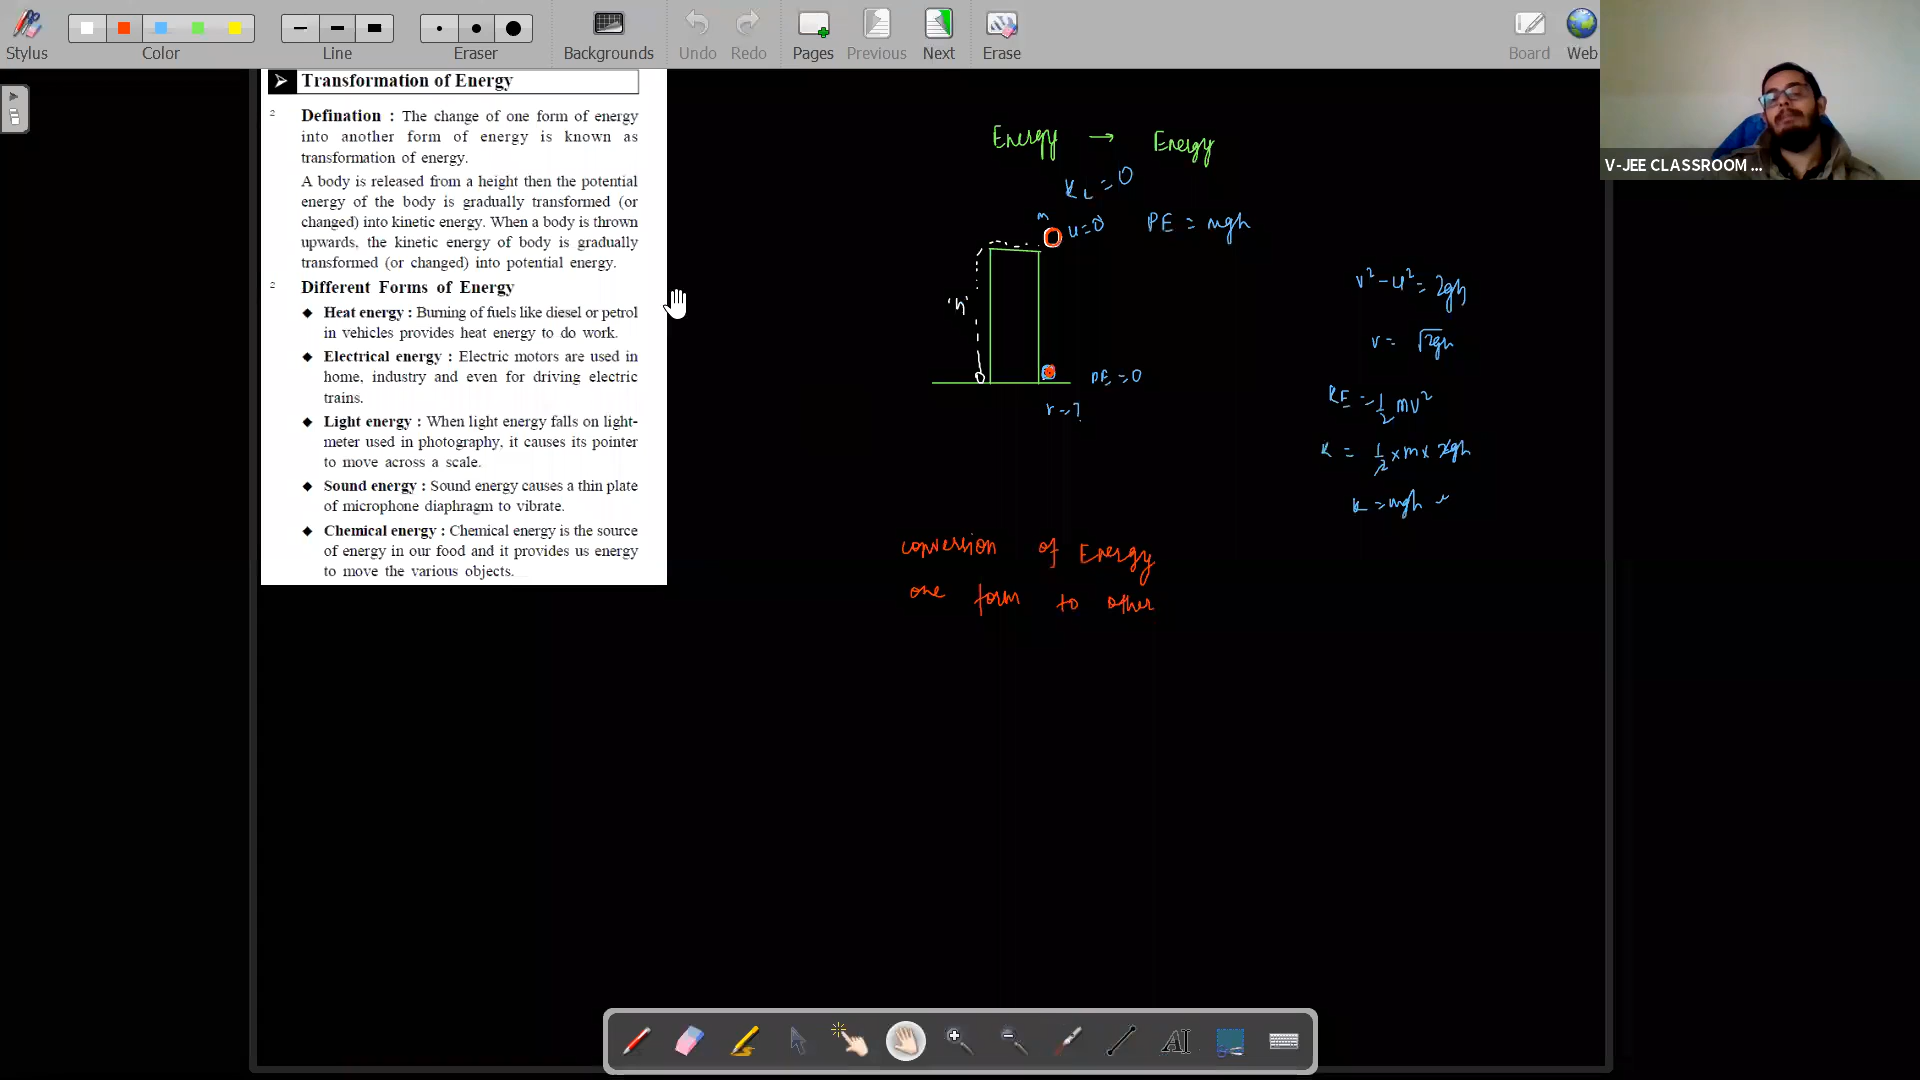 Stylus
Color
Line
Eraser
Backgrounds
Undo
Redo
Pages
Previous
Next
Erase
Board
Web
V-JEE CLASSROOM ...
Transformation of Energy
2 Defination : The change of one form of energy
into another form of energy is known as
transformation of energy.
A body is released from a height then the potential
energy of the body is gradually transformed (or
changed) into kinetic energy. When a body is thrown
upwards, the kinetic energy of body is gradually
transformed (or changed) into potential energy.
2 Different Forms of Energy
◆ Heat energy : Burning of fuels like diesel or petrol
in vehicles provides heat energy to do work.
◆ Electrical energy : Electric motors are used in
home, industry and even for driving electric
trains.
◆ Light energy : When light energy falls on light-
meter used in photography, it causes its pointer
to move across a scale.
◆ Sound energy : Sound energy causes a thin plate
of microphone diaphragm to vibrate.
◆ Chemical energy : Chemical energy is the source
of energy in our food and it provides us energy
to move the various objects.
Energy → Energy
K_i = 0
m
u=0 PE = mgh
'h'
PE = 0
v=?
v² - u² = 2gh
v = √2gh
KE = 1/2 mv²
K = 1/2 × m × 2gh
K = mgh
conversion of Energy
one form to other
AI